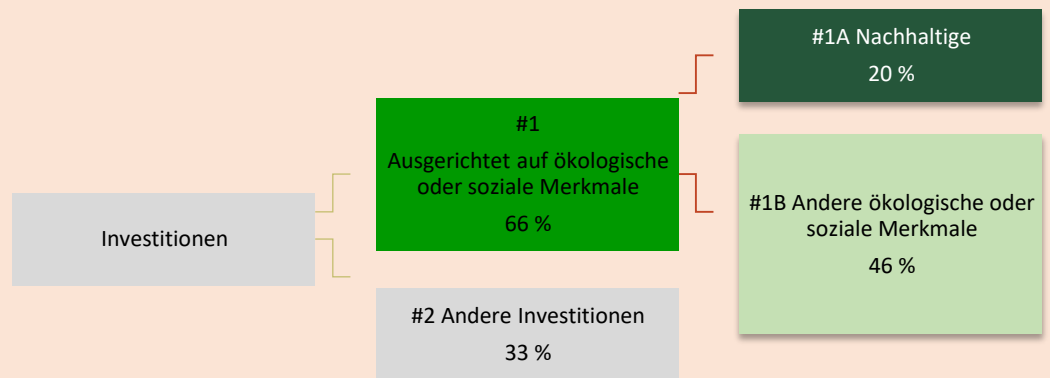 Investitionen
#1
Ausgerichtet auf ökologische
oder soziale Merkmale
66 %
#2 Andere Investitionen
33 %
#1A Nachhaltige
20 %
#1B Andere ökologische oder
soziale Merkmale
46 %